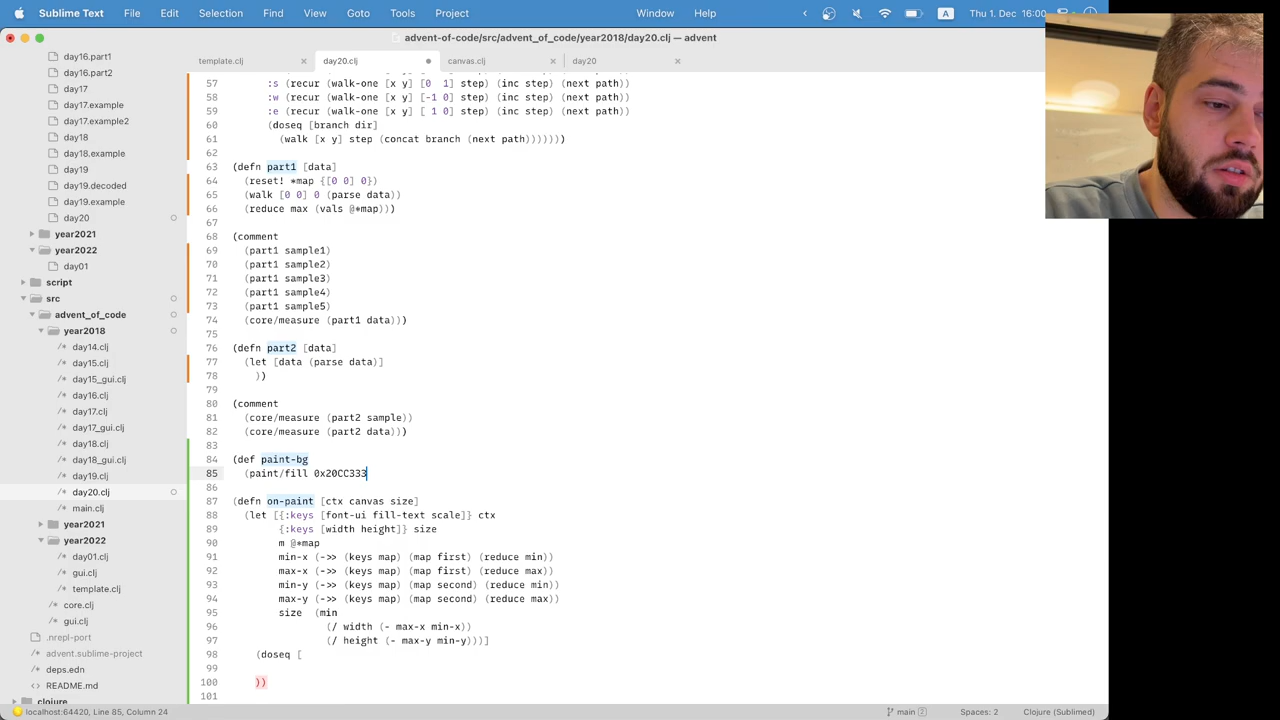 Sublime Text File Edit Selection Find View Goto Tools Project Window Help A Thu 1. Dec 16:00
advent-of-code/src/advent_of_code/year2018/day20.clj — advent
template.clj × day20.clj ● canvas.clj × day20 ×
day16.part1
day16.part2
day17
day17.example
day17.example2
day18
day18.example
day19
day19.decoded
day19.example
day20
year2021
year2022
day01
script
src
advent_of_code
year2018
day14.clj
day15.clj
day15_gui.clj
day16.clj
day17.clj
day17_gui.clj
day18.clj
day18_gui.clj
day19.clj
day20.clj
main.clj
year2021
year2022
day01.clj
gui.clj
template.clj
core.clj
gui.clj
.nrepl-port
advent.sublime-project
deps.edn
README.md
clojure
57 :s (recur (walk-one [x y] [0  1] step) (inc step) (next path))
58 :w (recur (walk-one [x y] [-1 0] step) (inc step) (next path))
59 :e (recur (walk-one [x y] [ 1 0] step) (inc step) (next path))
60 (doseq [branch dir]
61 (walk [x y] step (concat branch (next path))))))
62
63 (defn part1 [data]
64 (reset! *map {[0 0] 0})
65 (walk [0 0] 0 (parse data))
66 (reduce max (vals @*map)))
67
68 (comment
69 (part1 sample1)
70 (part1 sample2)
71 (part1 sample3)
72 (part1 sample4)
73 (part1 sample5)
74 (core/measure (part1 data)))
75
76 (defn part2 [data]
77 (let [data (parse data)]
78 ))
79
80 (comment
81 (core/measure (part2 sample))
82 (core/measure (part2 data)))
83
84 (def paint-bg
85 (paint/fill 0x20CC333
86
87 (defn on-paint [ctx canvas size]
88 (let [{:keys [font-ui fill-text scale]} ctx
89 {:keys [width height]} size
90 m @*map
91 min-x (->> (keys map) (map first) (reduce min))
92 max-x (->> (keys map) (map first) (reduce max))
93 min-y (->> (keys map) (map second) (reduce min))
94 max-y (->> (keys map) (map second) (reduce max))
95 size  (min
96 (/ width (- max-x min-x))
97 (/ height (- max-y min-y)))]
98 (doseq [
99
100 ))
101
localhost:64420, Line 85, Column 24 main 2 Spaces: 2 Clojure (Sublimed)